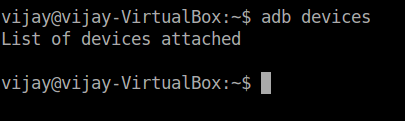 vijay@vijay-VirtualBox:~$ adb devices
List of devices attached
vijay@vijay-VirtualBox:~$